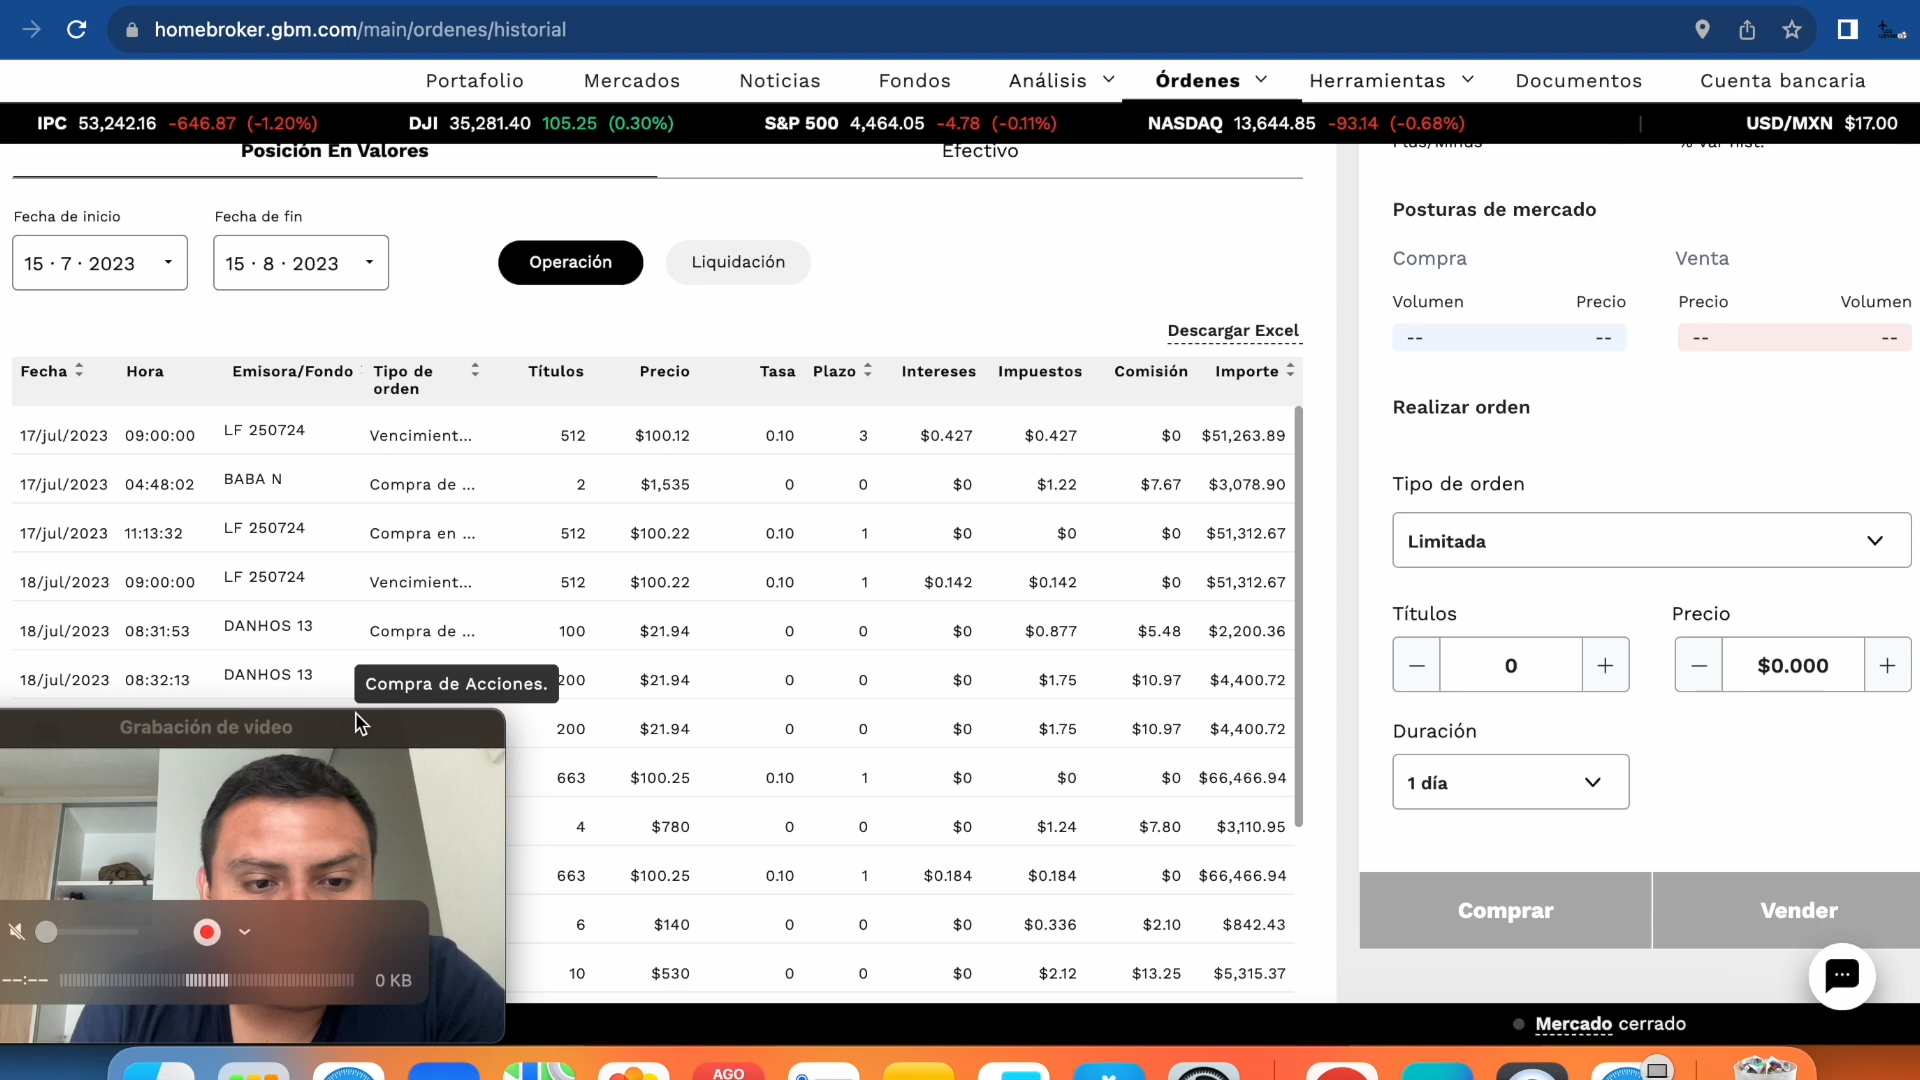 homebroker.gbm.com/main/ordenes/historial
Portafolio Mercados Noticias Fondos Análisis Órdenes Herramientas Documentos Cuenta bancaria
IPC 53,242.16 -646.87 (-1.20%) DJI 35,281.40 105.25 (0.30%) S&P 500 4,464.05 -4.78 (-0.11%) NASDAQ 13,644.85 -93.14 (-0.68%) USD/MXN $17.00
Posición En Valores Efectivo
Fecha de inicio Fecha de fin
15 · 7 · 2023 15 · 8 · 2023 Operación Liquidación
Descargar Excel
Fecha Hora Emisora/Fondo Tipo de orden Títulos Precio Tasa Plazo Intereses Impuestos Comisión Importe
17/jul/2023 09:00:00 LF 250724 Vencimient... 512 $100.12 0.10 3 $0.427 $0.427 $0 $51,263.89
17/jul/2023 04:48:02 BABA N Compra de ... 2 $1,535 0 0 $0 $1.22 $7.67 $3,078.90
17/jul/2023 11:13:32 LF 250724 Compra en ... 512 $100.22 0.10 1 $0 $0 $0 $51,312.67
18/jul/2023 09:00:00 LF 250724 Vencimient... 512 $100.22 0.10 1 $0.142 $0.142 $0 $51,312.67
18/jul/2023 08:31:53 DANHOS 13 Compra de ... 100 $21.94 0 0 $0 $0.877 $5.48 $2,200.36
18/jul/2023 08:32:13 DANHOS 13 200 $21.94 0 0 $0 $1.75 $10.97 $4,400.72
Compra de Acciones.
200 $21.94 0 0 $0 $1.75 $10.97 $4,400.72
663 $100.25 0.10 1 $0 $0 $0 $66,466.94
4 $780 0 0 $0 $1.24 $7.80 $3,110.95
663 $100.25 0.10 1 $0.184 $0.184 $0 $66,466.94
6 $140 0 0 $0 $0.336 $2.10 $842.43
10 $530 0 0 $0 $2.12 $13.25 $5,315.37
Grabación de video
--:-- 0 KB
Plus/Minus % Var hist.
Posturas de mercado
Compra Venta
Volumen Precio Precio Volumen
-- -- -- --
Realizar orden
Tipo de orden
Limitada
Títulos Precio
0 $0.000
Duración
1 día
Comprar Vender
Mercado cerrado
AGO